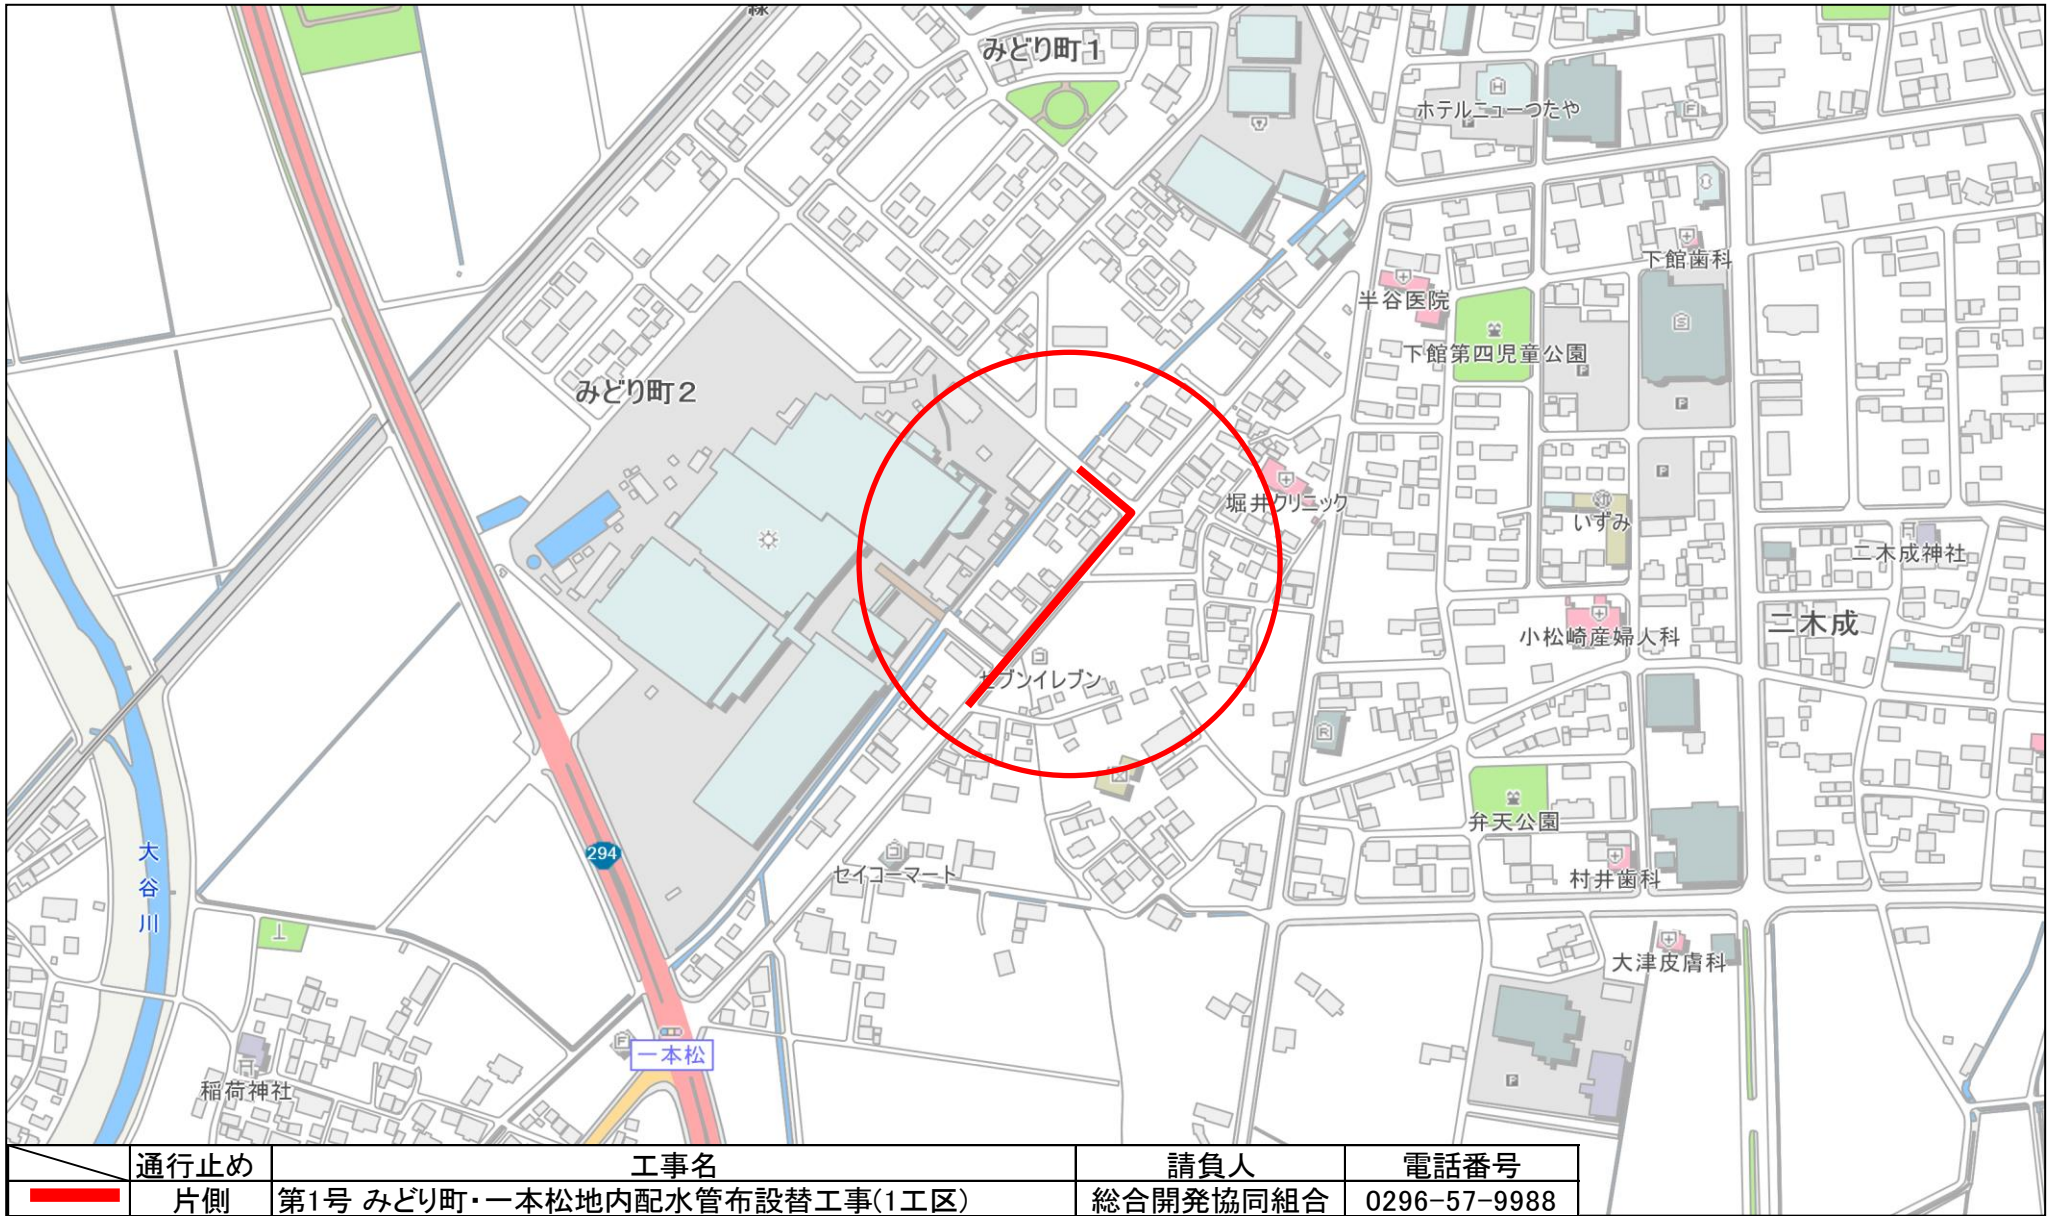 線
みどり町1
ホテルニューつたや
下館歯科
半谷医院
下館第四児童公園
みどり町2
堀井クリニック
いずみ
二木成神社
二木成
小松崎産婦人科
セブンイレブン
弁天公園
294
セイコーマート
村井歯科
大谷川
大津皮膚科
一本松
稲荷神社
通行止め 工事名 請負人 電話番号
片側 第1号 みどり町・一本松地内配水管布設替工事(1工区) 総合開発協同組合 0296-57-9988